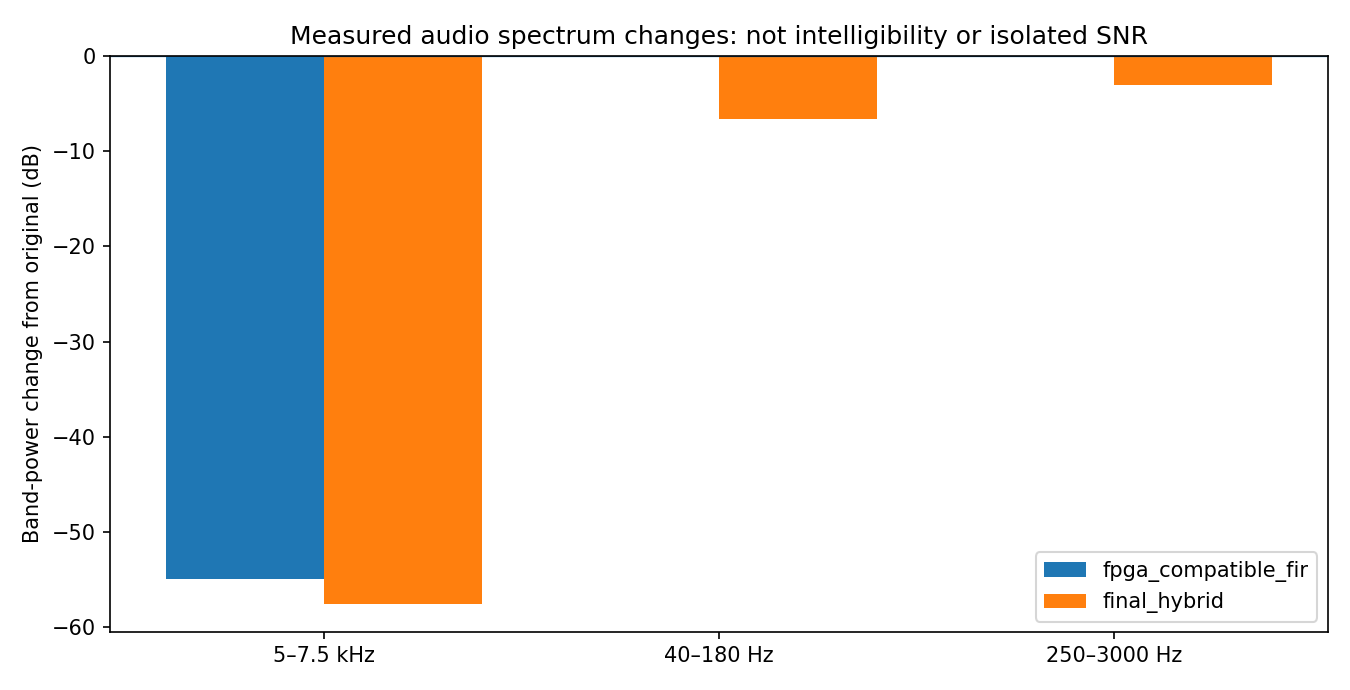 Measured audio spectrum changes: not intelligibility or isolated SNR
Band-power change from original (dB)
0
−10
−20
−30
−40
−50
−60
5–7.5 kHz
40–180 Hz
250–3000 Hz
fpga_compatible_fir
final_hybrid